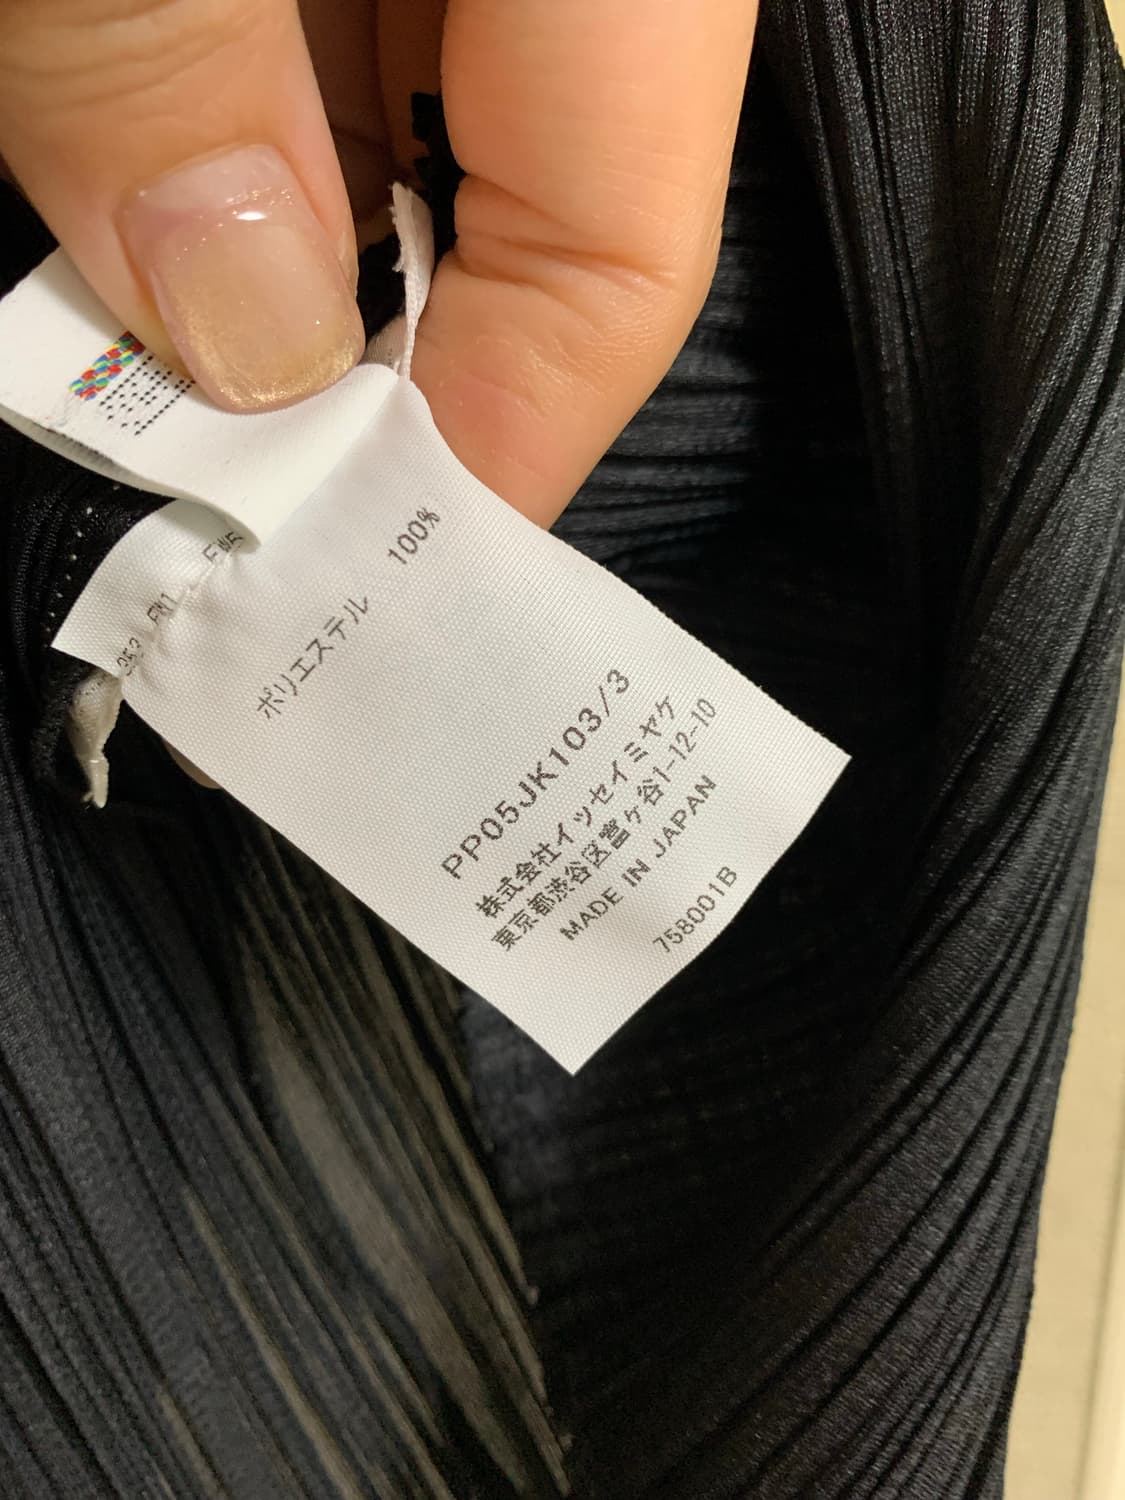 ポリエステル 100%
PP05JK103/3
株式会社イッセイミヤケ
東京都渋谷区富ヶ谷1-12-10
MADE IN JAPAN
758001B